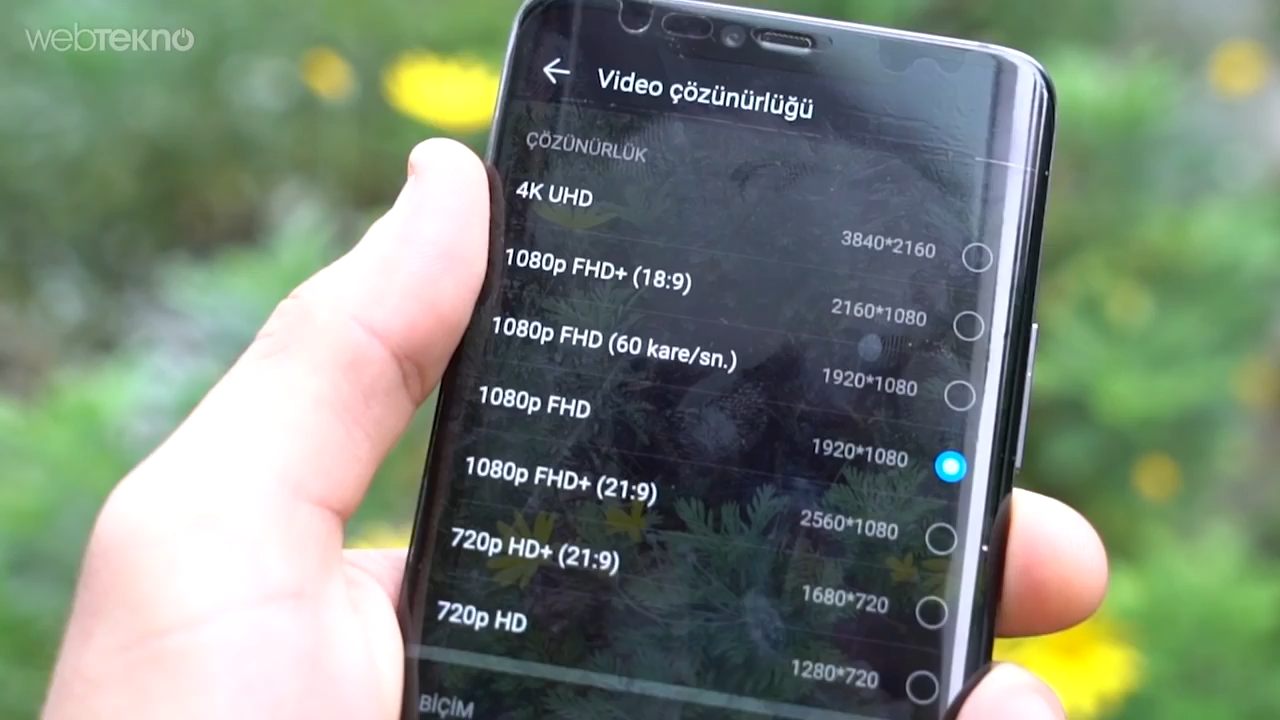 webtekno
Video çözünürlüğü
ÇÖZÜNÜRLÜK
4K UHD
3840*2160
1080p FHD+ (18:9)
2160*1080
1080p FHD (60 kare/sn.)
1920*1080
1080p FHD
1920*1080
1080p FHD+ (21:9)
2560*1080
720p HD+ (21:9)
1680*720
720p HD
1280*720
BİÇİM